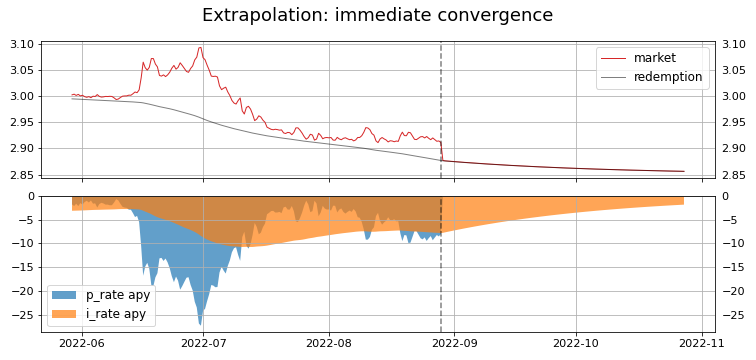 Extrapolation: immediate convergence
3.10 3.10
3.05 3.05
3.00 3.00
2.95 2.95
2.90 2.90
2.85 2.85
market
redemption
0 0
−5 −5
−10 −10
−15 −15
−20 −20
−25 −25
p_rate apy
i_rate apy
2022-06 2022-07 2022-08 2022-09 2022-10 2022-11